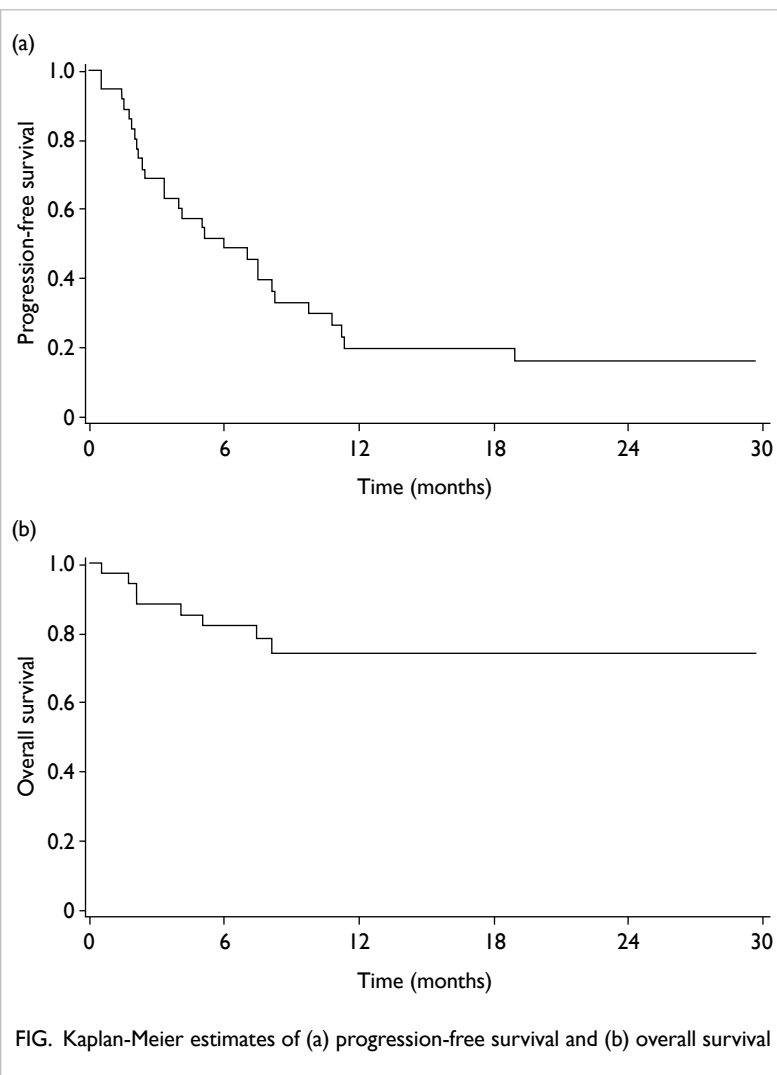 (a)
1.0
0.8
0.6
0.4
0.2
0
Progression-free survival
0 6 12 18 24 30
Time (months)
(b)
1.0
0.8
0.6
0.4
0.2
0
Overall survival
0 6 12 18 24 30
Time (months)
FIG. Kaplan-Meier estimates of (a) progression-free survival and (b) overall survival